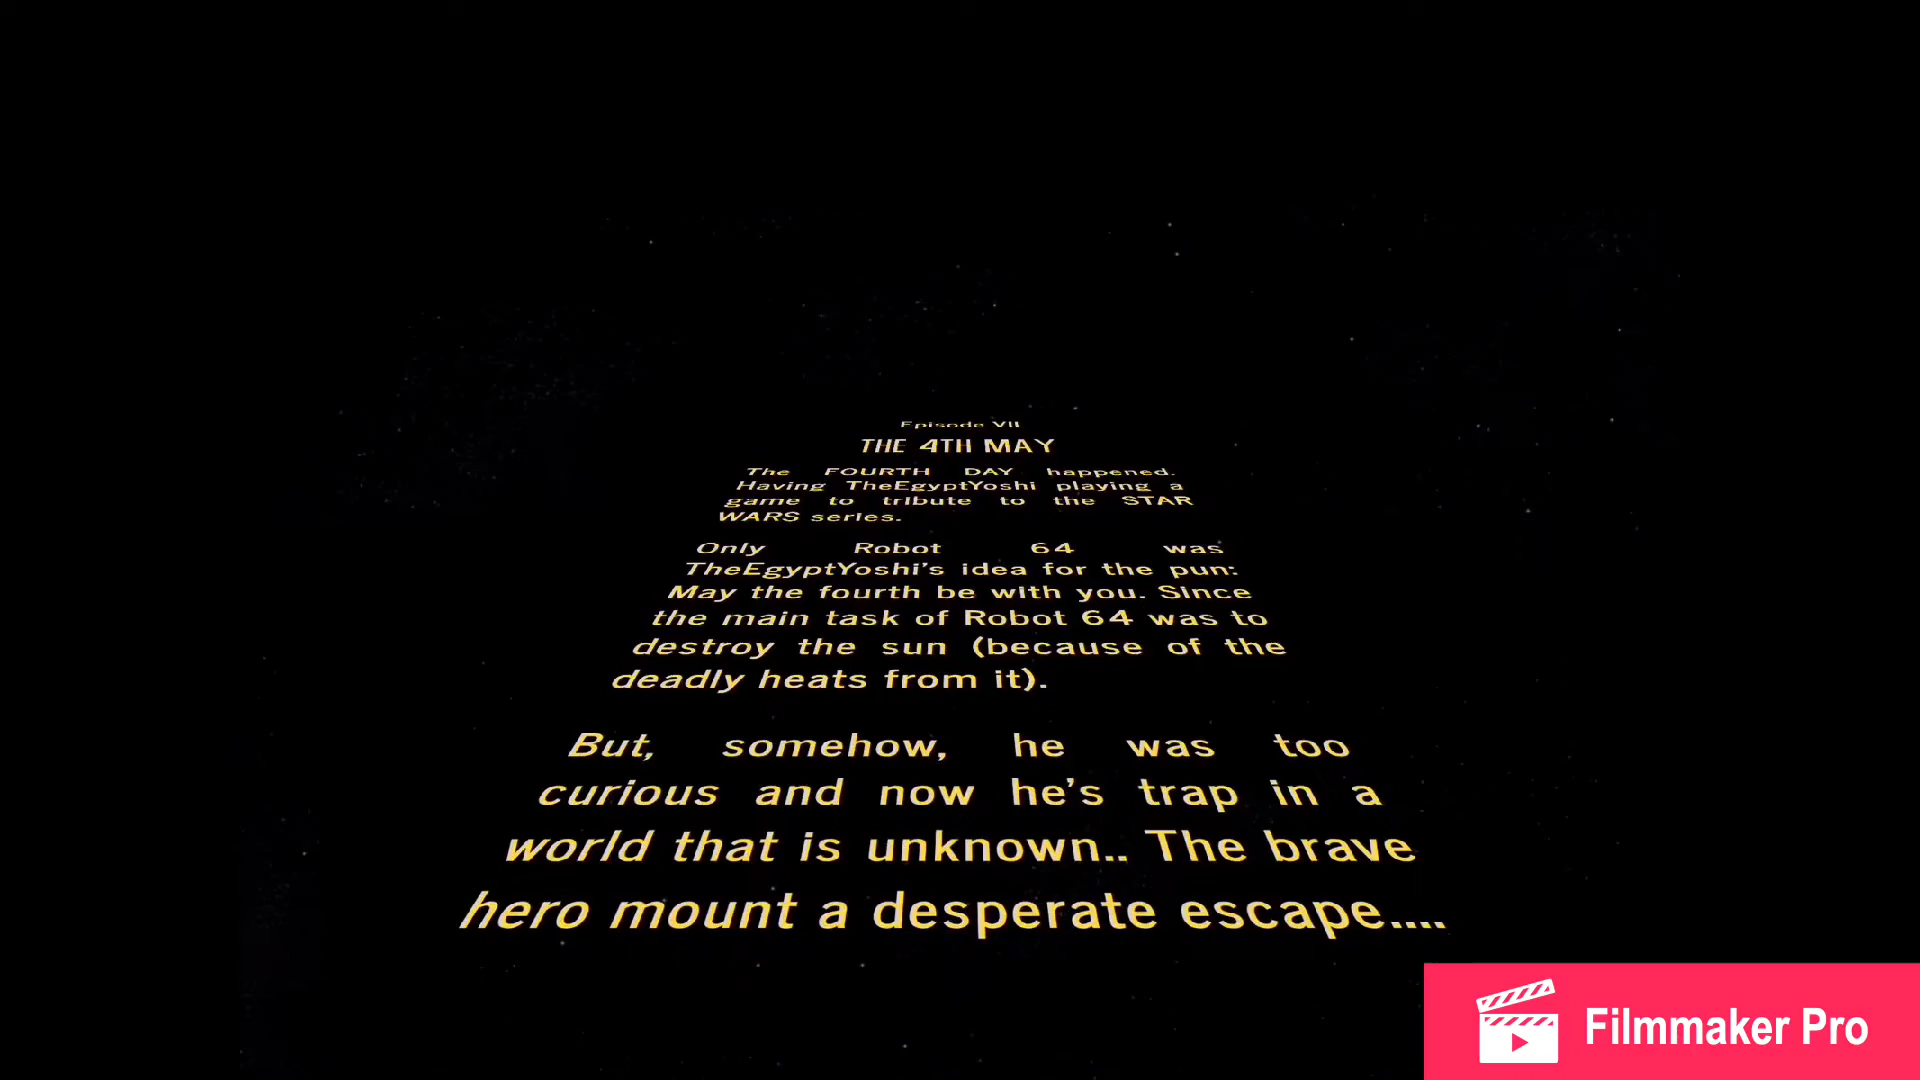 Episode VII
THE 4TH MAY
The FOURTH DAY happened.
Having TheEgyptYoshi playing a
game to tribute to the STAR
WARS series.
Only Robot 64 was
TheEgyptYoshi's idea for the pun:
May the fourth be with you. Since
the main task of Robot 64 was to
destroy the sun (because of the
deadly heats from it).
But, somehow, he was too
curious and now he's trap in a
world that is unknown.. The brave
hero mount a desperate escape....
Filmmaker Pro